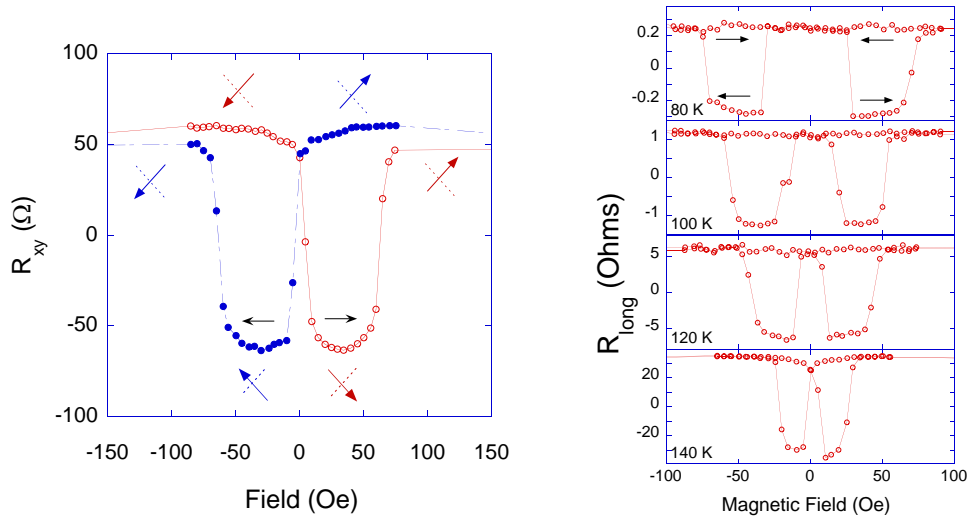 100
50
0
-50
-100
R_xy (Ω)
-150 -100 -50 0 50 100 150
Field (Oe)
0.2
0
-0.2
80 K
1
0
-1
100 K
5
0
-5
120 K
20
0
-20
140 K
R_long (Ohms)
-100 -50 0 50 100
Magnetic Field (Oe)